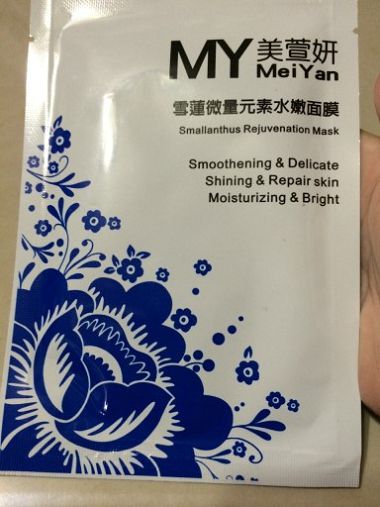 MY 美萱妍
MeiYan
雪蓮微量元素水嫩面膜
Smallanthus Rejuvenation Mask
Smoothening & Delicate
Shining & Repair skin
Moisturizing & Bright